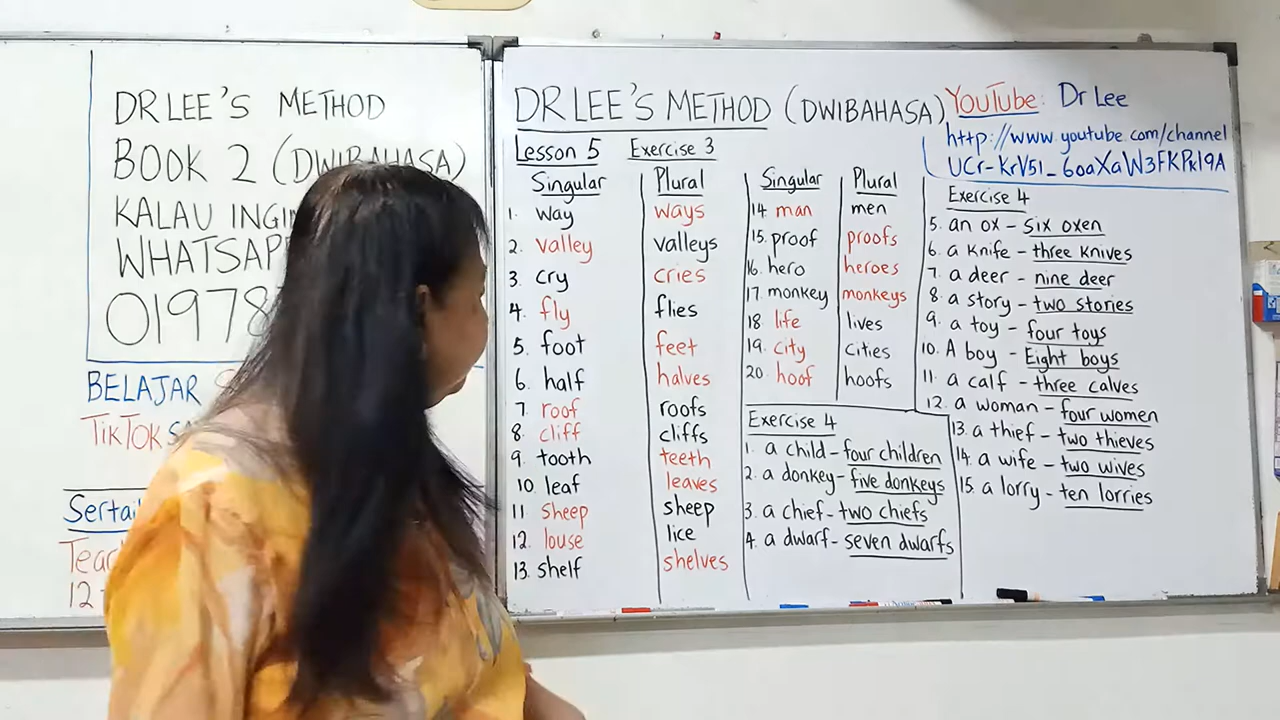 DR LEE'S METHOD
BOOK 2 (DWIBAHASA)
KALAU
WHATSAPP
01978
BELAJAR
TikTok
12
DR LEE'S METHOD (DWIBAHASA)
YouTube: Dr Lee
http://www.youtube.com/channel
UCr-KrV5l_6oaXaW3FKPkl9A
Lesson 5 Exercise 3
Singular Plural
1. way ways
2. valley valleys
3. cry cries
4. fly flies
5. foot feet
6. half halves
7. roof roofs
8. cliff cliffs
9. tooth teeth
10. leaf leaves
11. sheep sheep
12. louse lice
13. shelf shelves
Singular Plural
14. man men
15. proof proofs
16. hero heroes
17. monkey monkeys
18. life lives
19. city cities
20. hoof hoofs
Exercise 4
1. a child - four children
2. a donkey - five donkeys
3. a chief - two chiefs
4. a dwarf - seven dwarfs
Exercise 4
5. an ox - six oxen
6. a knife - three knives
7. a deer - nine deer
8. a story - two stories
9. a toy - four toys
10. A boy - Eight boys
11. a calf - three calves
12. a woman - four women
13. a thief - two thieves
14. a wife - two wives
15. a lorry - ten lorries